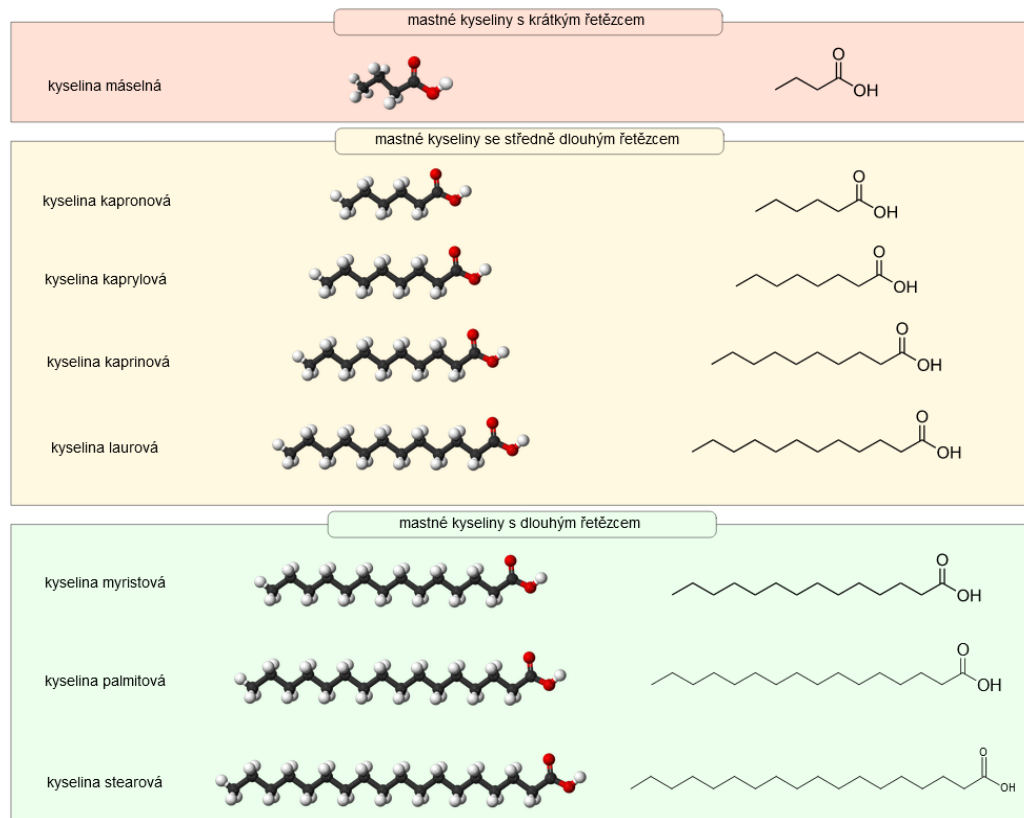 mastné kyseliny s krátkým řetězcem
kyselina máselná
O
OH
mastné kyseliny se středně dlouhým řetězcem
kyselina kapronová
O
OH
kyselina kaprylová
O
OH
kyselina kaprinová
O
OH
kyselina laurová
O
OH
mastné kyseliny s dlouhým řetězcem
kyselina myristová
O
OH
kyselina palmitová
O
OH
kyselina stearová
O
OH